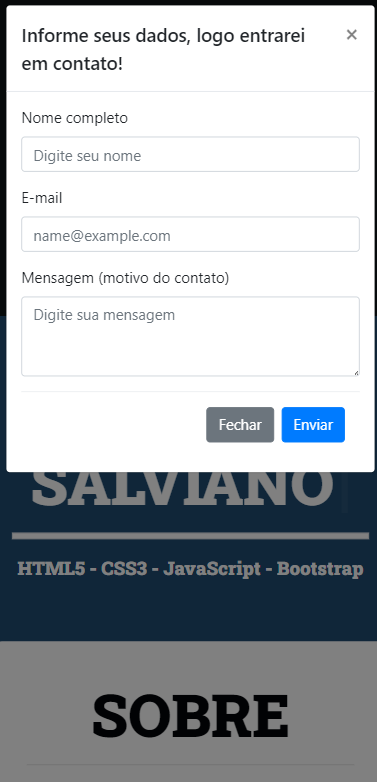 Informe seus dados, logo entrarei
em contato!
×
Nome completo
Digite seu nome
E-mail
name@example.com
Mensagem (motivo do contato)
Digite sua mensagem
Fechar Enviar
SALVIANO
HTML5 - CSS3 - JavaScript - Bootstrap
SOBRE